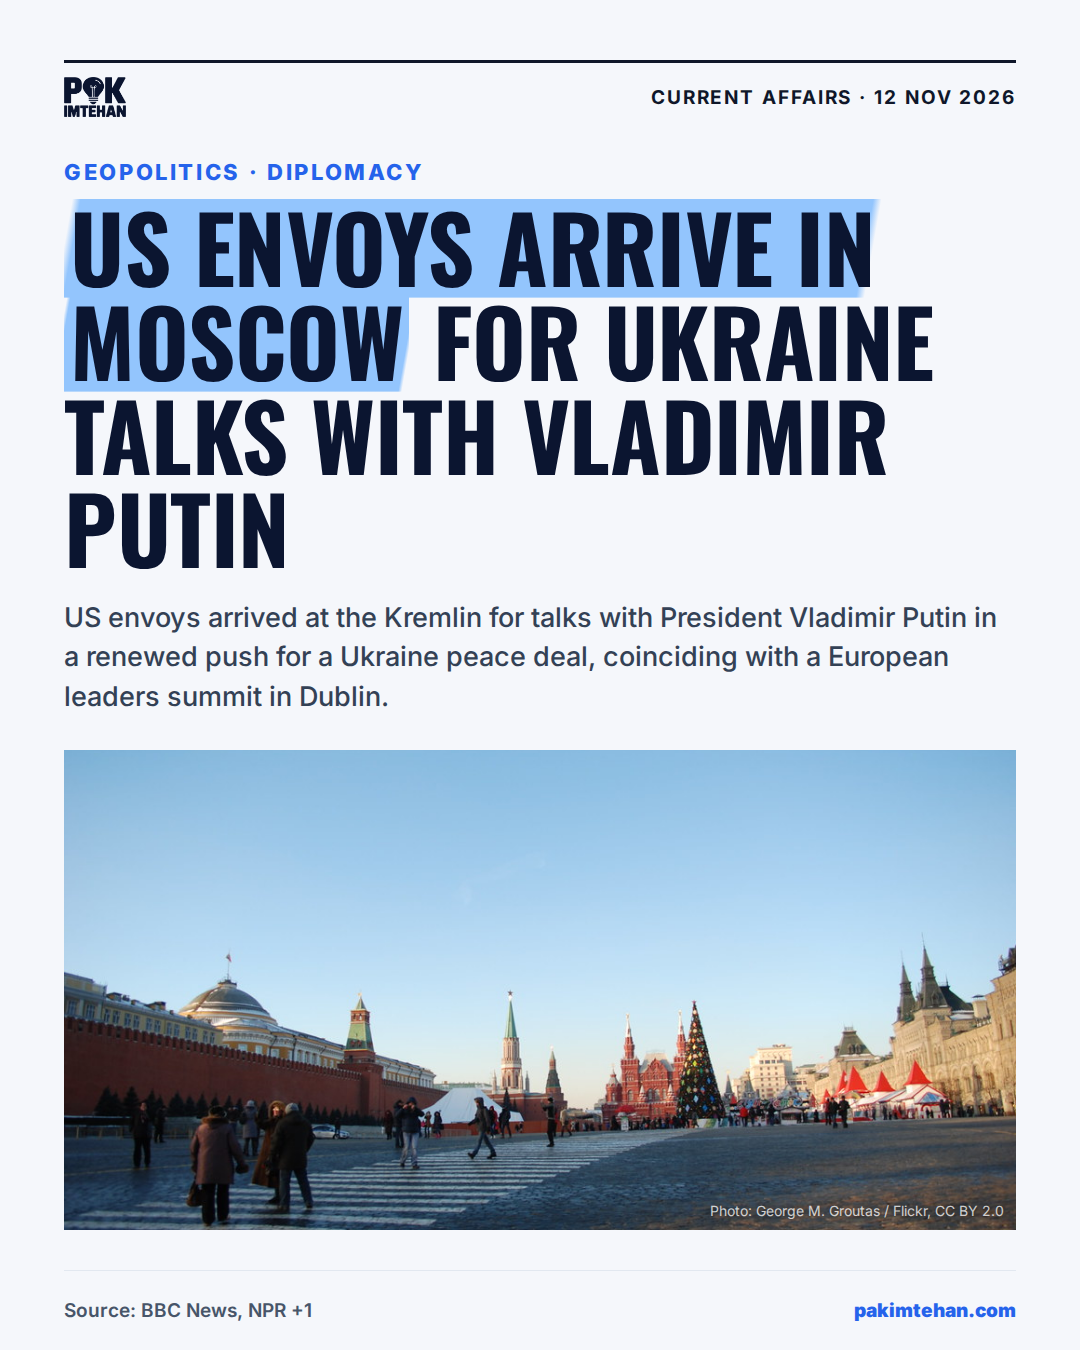 PAK
IMTEHAN
CURRENT AFFAIRS · 12 NOV 2026
GEOPOLITICS · DIPLOMACY
US ENVOYS ARRIVE IN
MOSCOW FOR UKRAINE
TALKS WITH VLADIMIR
PUTIN
US envoys arrived at the Kremlin for talks with President Vladimir Putin in
a renewed push for a Ukraine peace deal, coinciding with a European
leaders summit in Dublin.
Photo: George M. Groutas / Flickr, CC BY 2.0
Source: BBC News, NPR +1
pakimtehan.com